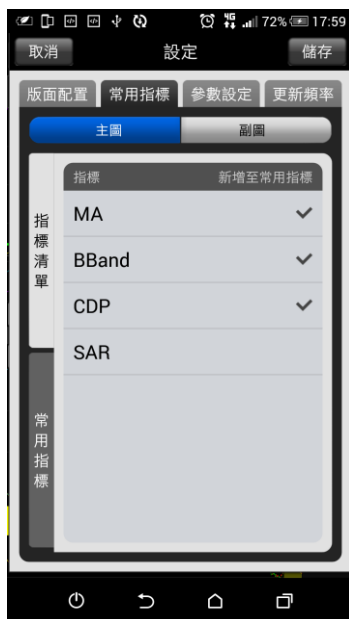 4G 72% 17:59
取消 設定 儲存
版面配置 常用指標 參數設定 更新頻率
主圖 副圖
指標清單
指標 新增至常用指標
MA
BBand
CDP
SAR
常用指標